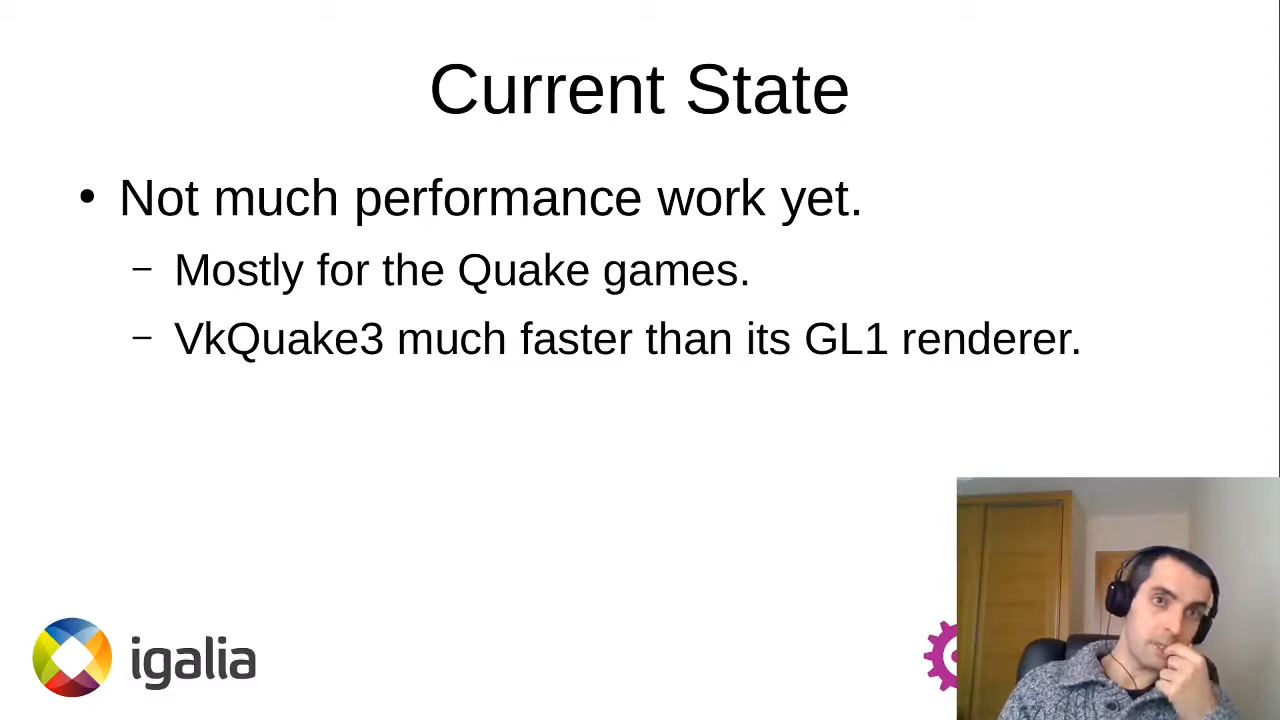 Current State
• Not much performance work yet.
– Mostly for the Quake games.
– VkQuake3 much faster than its GL1 renderer.
igalia